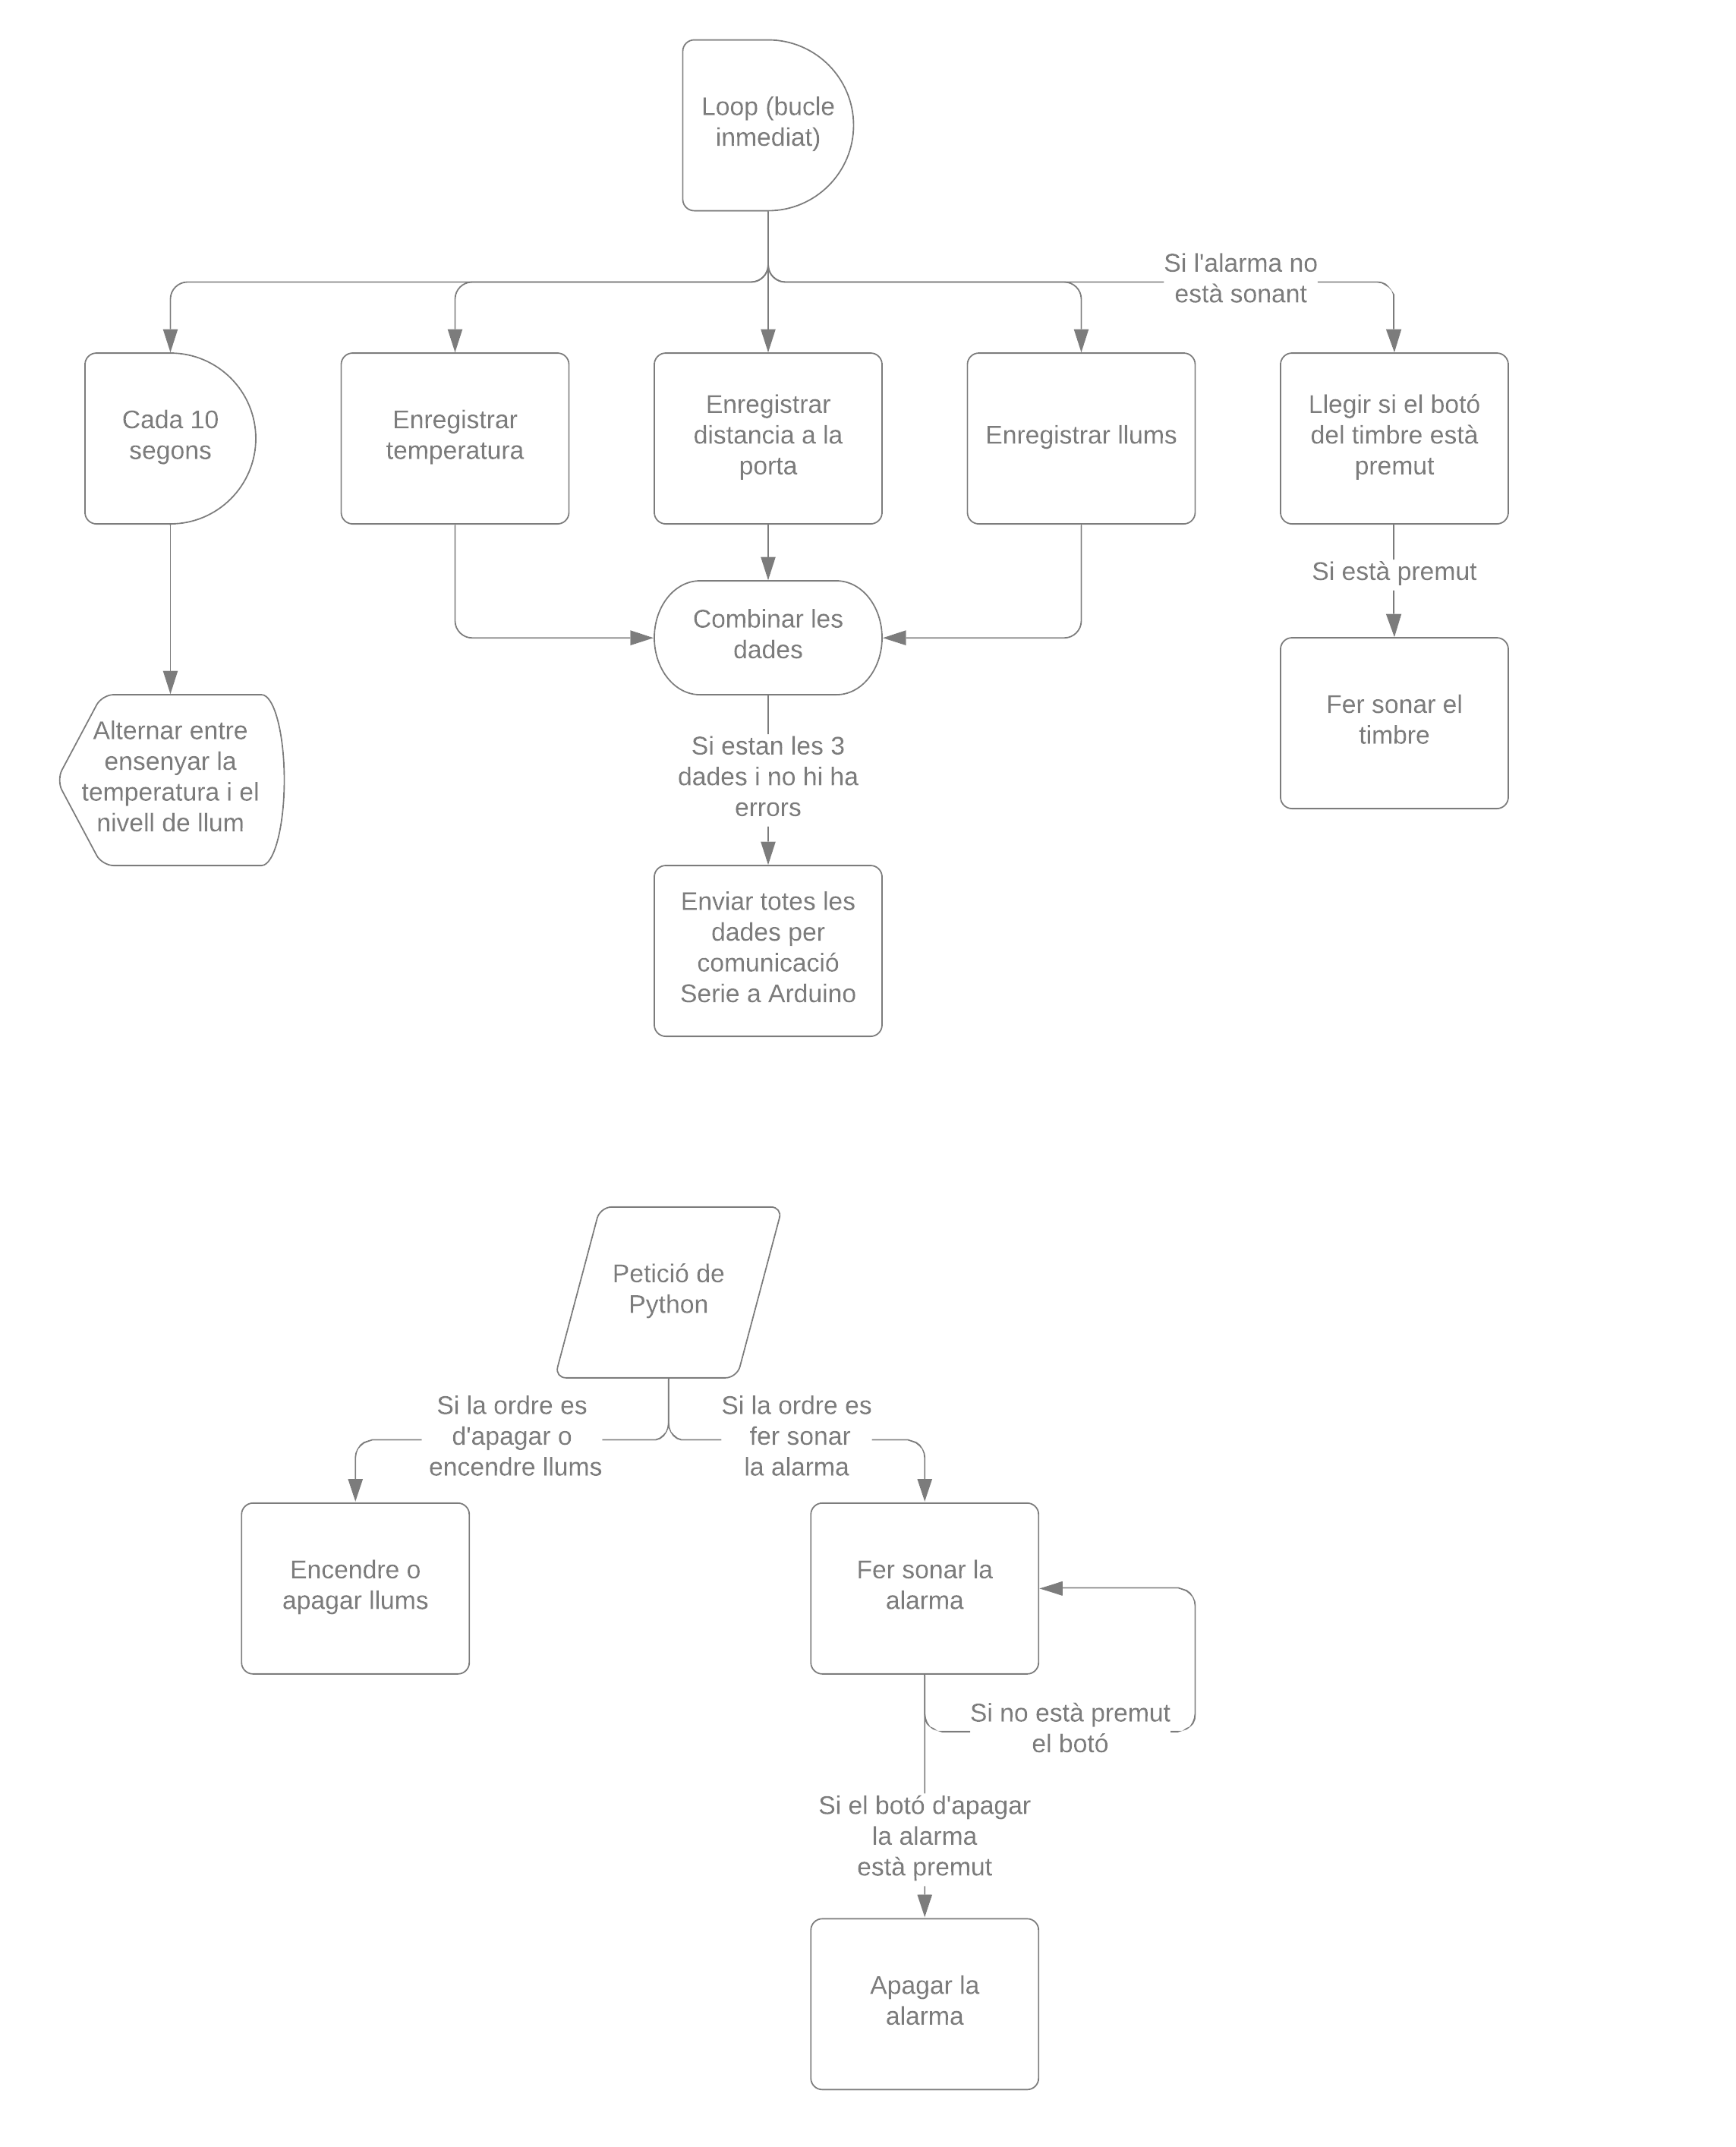 Loop (bucle
inmediat)
Si l'alarma no
està sonant
Cada 10
segons
Enregistrar
temperatura
Enregistrar
distancia a la
porta
Enregistrar llums
Llegir si el botó
del timbre està
premut
Si està premut
Combinar les
dades
Fer sonar el
timbre
Alternar entre
ensenyar la
temperatura i el
nivell de llum
Si estan les 3
dades i no hi ha
errors
Enviar totes les
dades per
comunicació
Serie a Arduino
Petició de
Python
Si la ordre es
d'apagar o
encendre llums
Si la ordre es
fer sonar
la alarma
Encendre o
apagar llums
Fer sonar la
alarma
Si no està premut
el botó
Si el botó d'apagar
la alarma
està premut
Apagar la
alarma